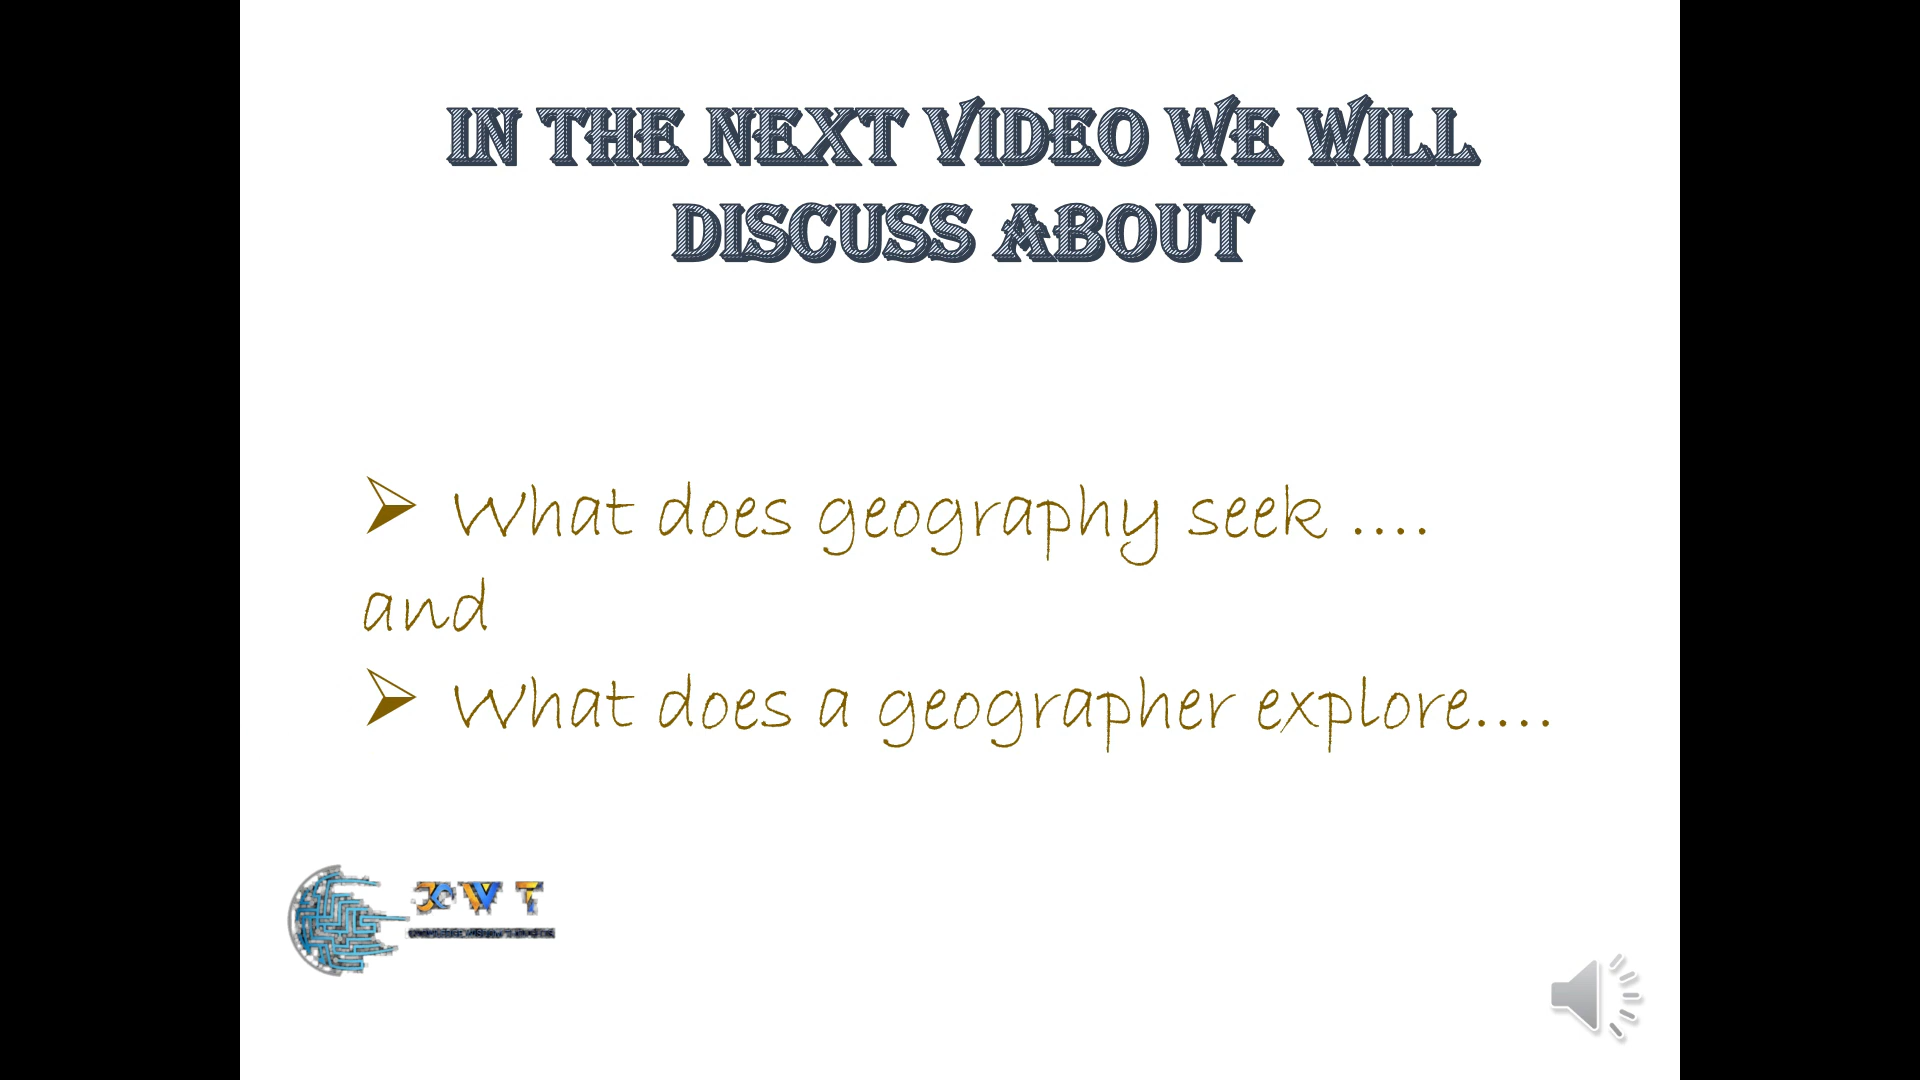 IN THE NEXT VIDEO WE WILL
DISCUSS ABOUT
What does geography seek ....
and
What does a geographer explore....